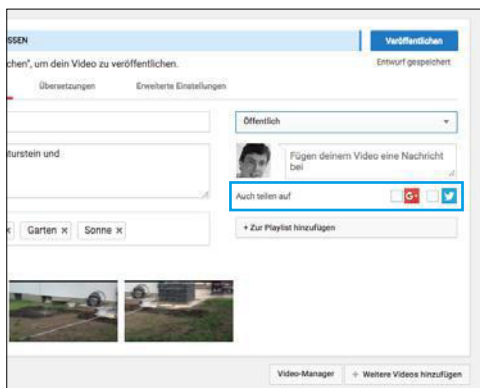 SSEN
Veröffentlichen
chen", um dein Video zu veröffentlichen.
Entwurf gespeichert
Übersetzungen
Erweiterte Einstellungen
Öffentlich
turstein und
Fügen deinem Video eine Nachricht
bei
Auch teilen auf
G+
Garten ×
Sonne ×
+ Zur Playlist hinzufügen
Video-Manager
+ Weitere Videos hinzufügen